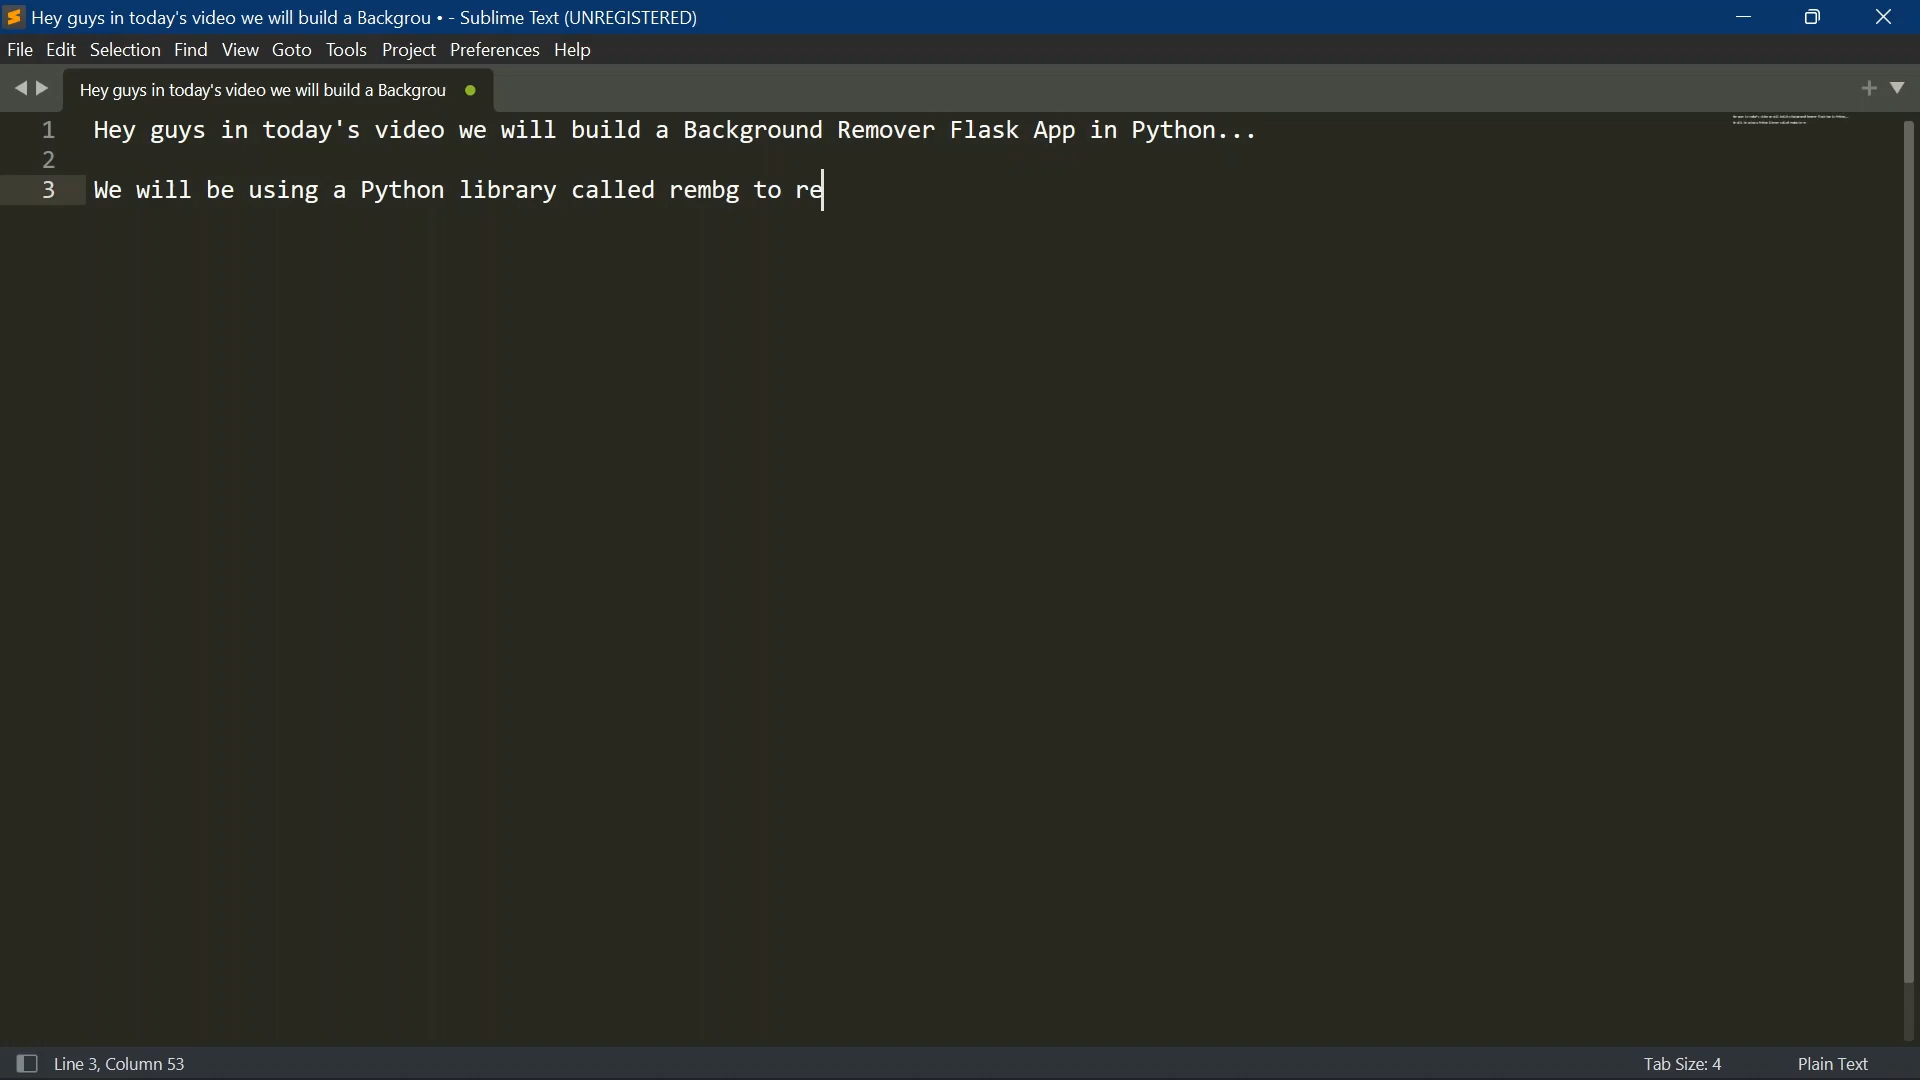 Hey guys in today's video we will build a Backgrou • - Sublime Text (UNREGISTERED)
File Edit Selection Find View Goto Tools Project Preferences Help
Hey guys in today's video we will build a Backgrou
1 Hey guys in today's video we will build a Background Remover Flask App in Python...
2
3 We will be using a Python library called rembg to re
Line 3, Column 53 Tab Size: 4 Plain Text